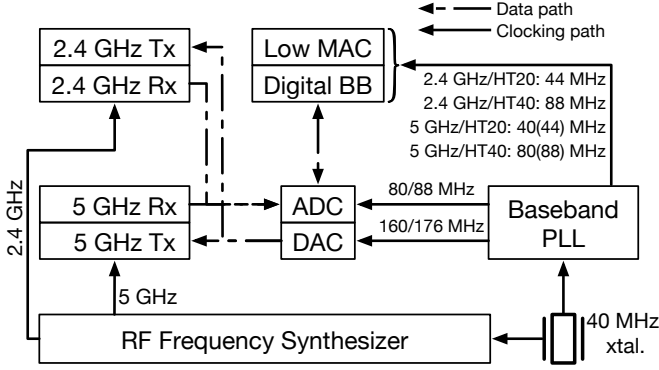 Data path
Clocking path
2.4 GHz Tx
2.4 GHz Rx
Low MAC
Digital BB
2.4 GHz/HT20: 44 MHz
2.4 GHz/HT40: 88 MHz
5 GHz/HT20: 40(44) MHz
5 GHz/HT40: 80(88) MHz
2.4 GHz
5 GHz Rx
5 GHz Tx
ADC
DAC
80/88 MHz
160/176 MHz
Baseband
PLL
5 GHz
RF Frequency Synthesizer
40 MHz
xtal.